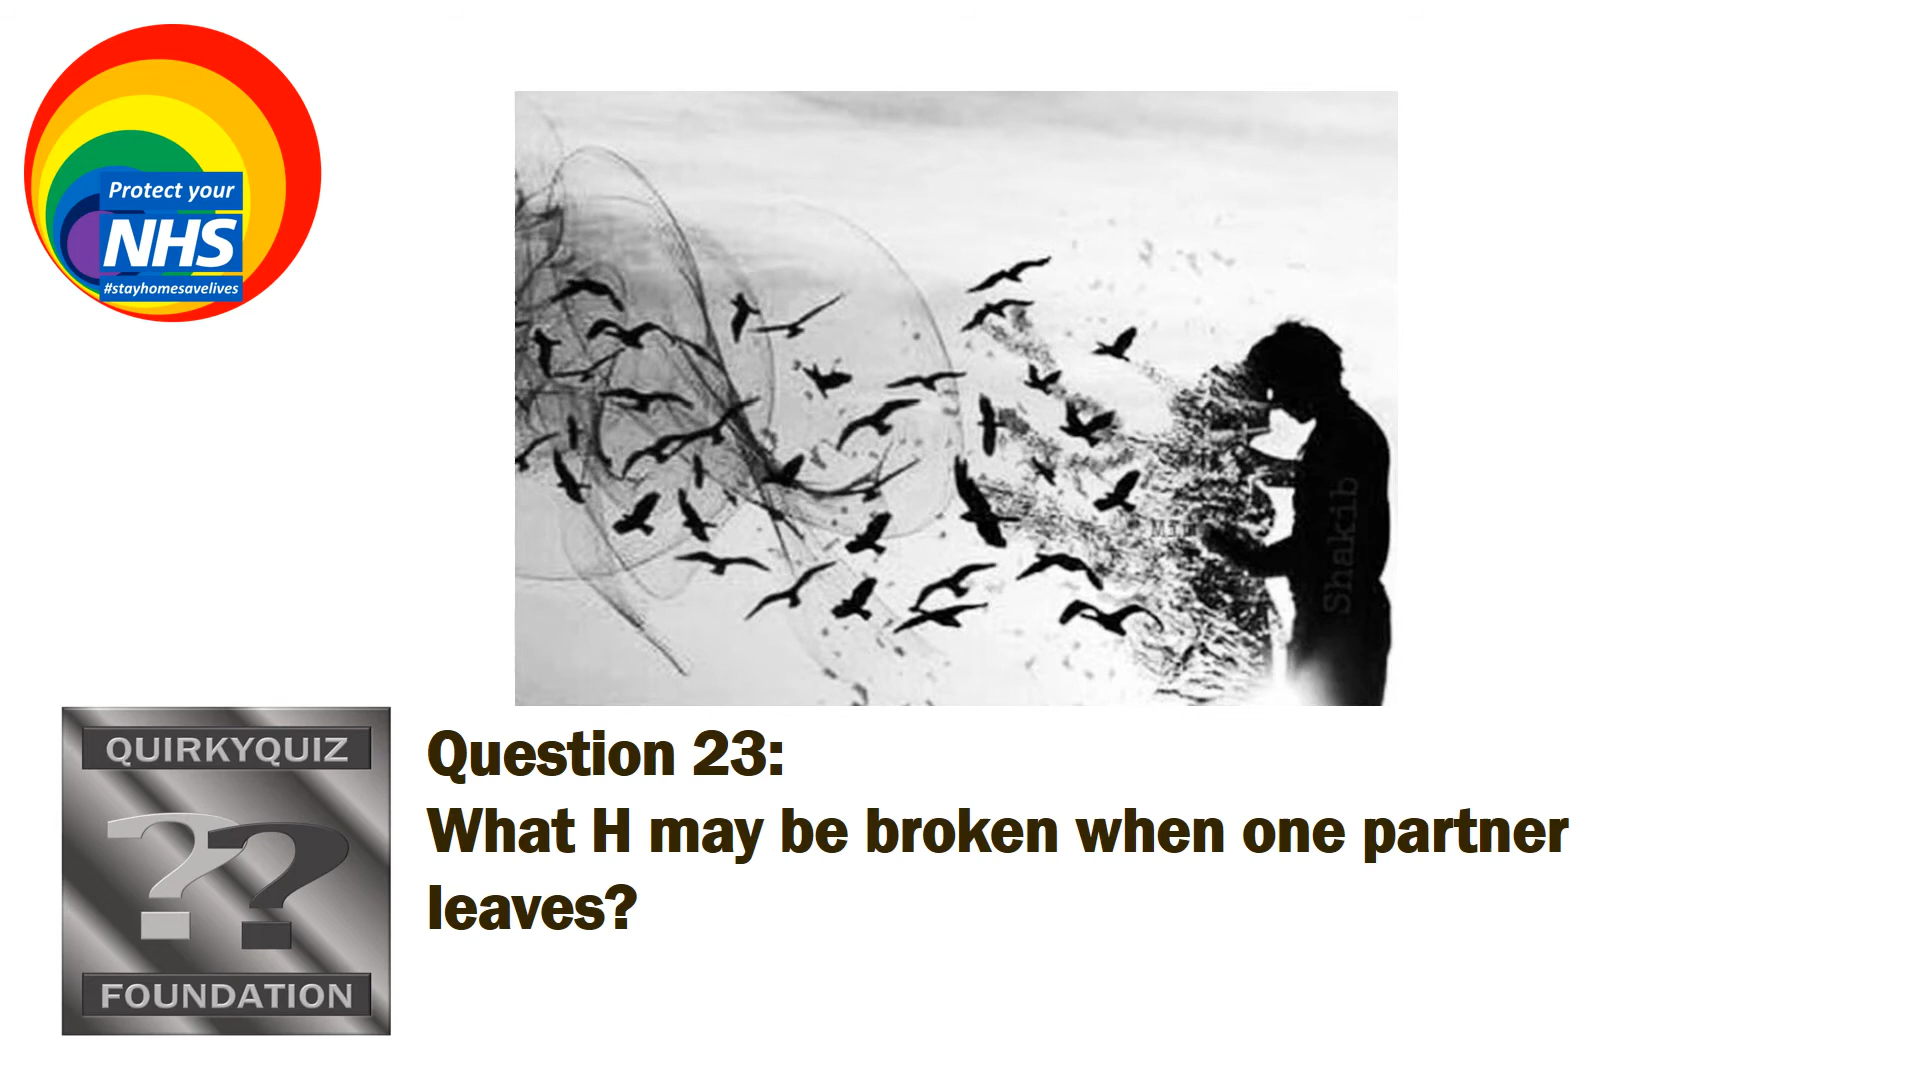 Protect your
NHS
#stayhomesavelives
Shakib
QUIRKYQUIZ
??
FOUNDATION
Question 23:
What H may be broken when one partner
leaves?